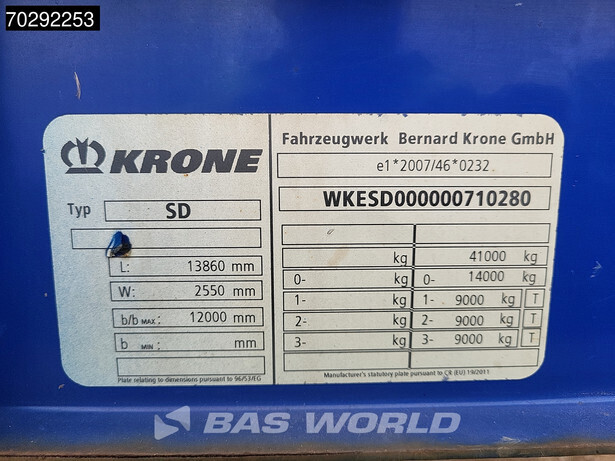 70292253
KRONE
Typ SD
L: 13860 mm
W: 2550 mm
b/b MAX: 12000 mm
b MIN: mm
Plate relating to dimensions pursuant to 96/53/EG
Fahrzeugwerk Bernard Krone GmbH
e1*2007/46*0232
WKESD000000710280
kg 41000 kg
0- kg 0- 14000 kg
1- kg 1- 9000 kg T
2- kg 2- 9000 kg T
3- kg 3- 9000 kg T
Manufacturer's statutory plate pursuant to CR (EU) 19/2011
BAS WORLD